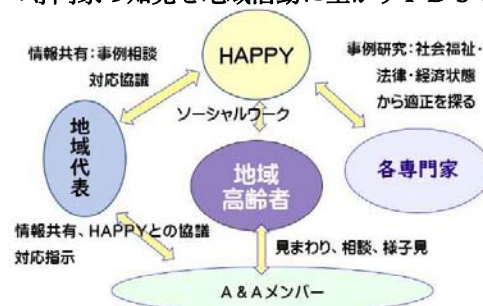 HAPPY
情報共有：事例相談
対応協議
事例研究：社会福祉・
法律・経済状態
から適正を探る
ソーシャルワーク
地域代表
地域
高齢者
各専門家
情報共有、HAPPYとの協議
対応指示
見まわり、相談、様子見
A＆Aメンバー